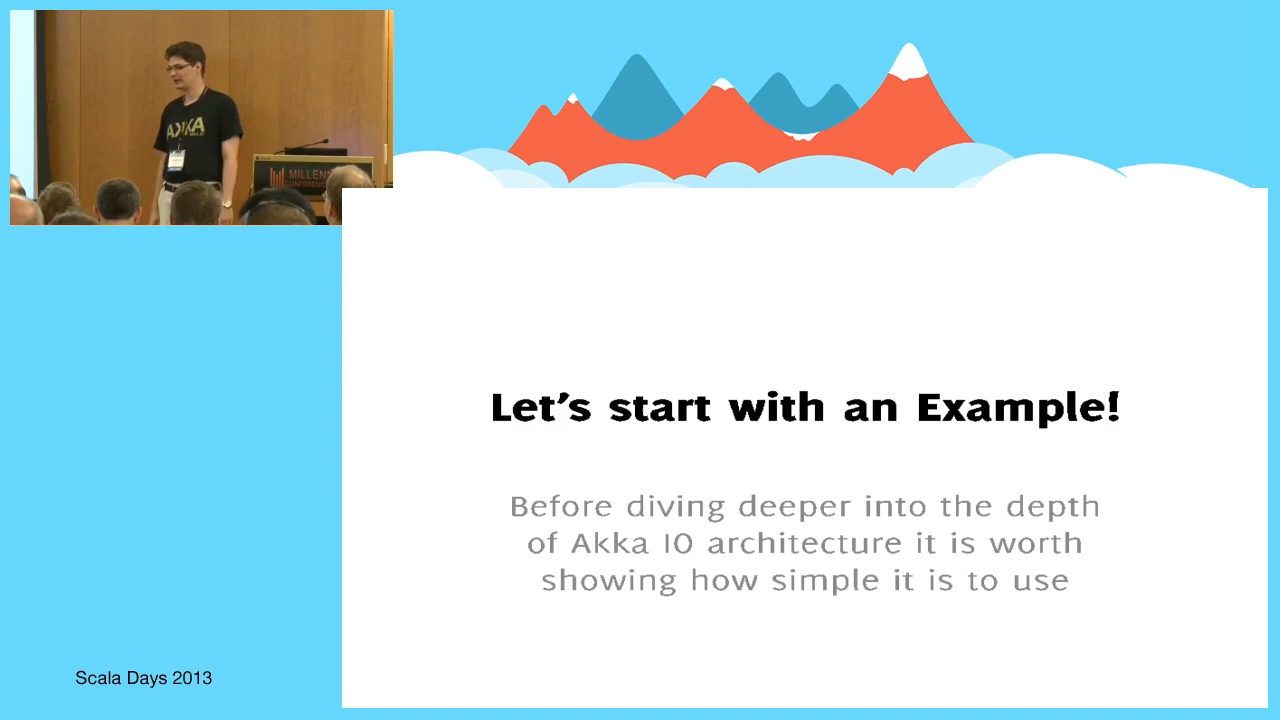 AKKA
MILLENN
CONFEREN
Let's start with an Example!
Before diving deeper into the depth
of Akka IO architecture it is worth
showing how simple it is to use
Scala Days 2013